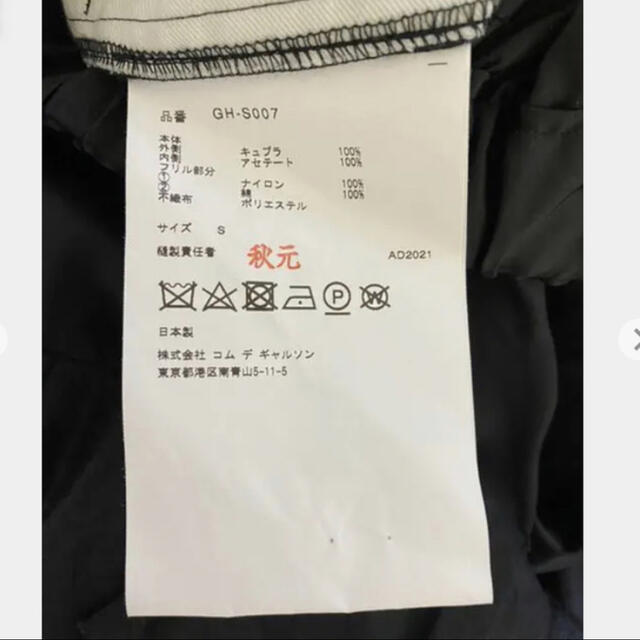 品番 GH-S007
本体
外側 キュプラ 100%
内側 アセテート 100%
フリル部分
① ナイロン 100%
② 綿 100%
不織布 ポリエステル
サイズ S
縫製責任者 秋元 AD2021
P W
日本製
株式会社 コム デ ギャルソン
東京都港区南青山5-11-5